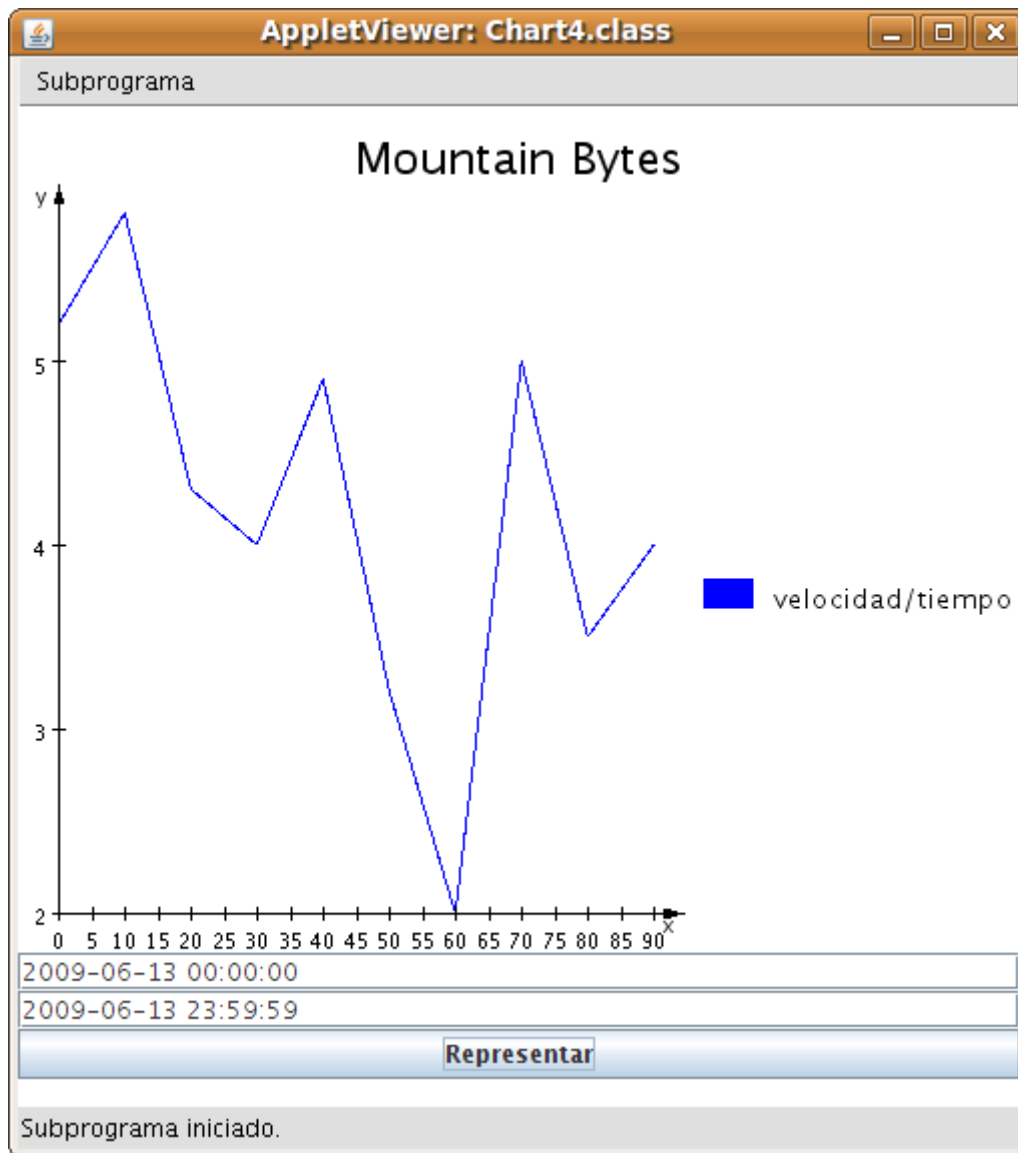 AppletViewer: Chart4.class
Subprograma
Mountain Bytes
y
5
4
velocidad/tiempo
3
2
x
0 5 10 15 20 25 30 35 40 45 50 55 60 65 70 75 80 85 90
2009-06-13 00:00:00
2009-06-13 23:59:59
Representar
Subprograma iniciado.